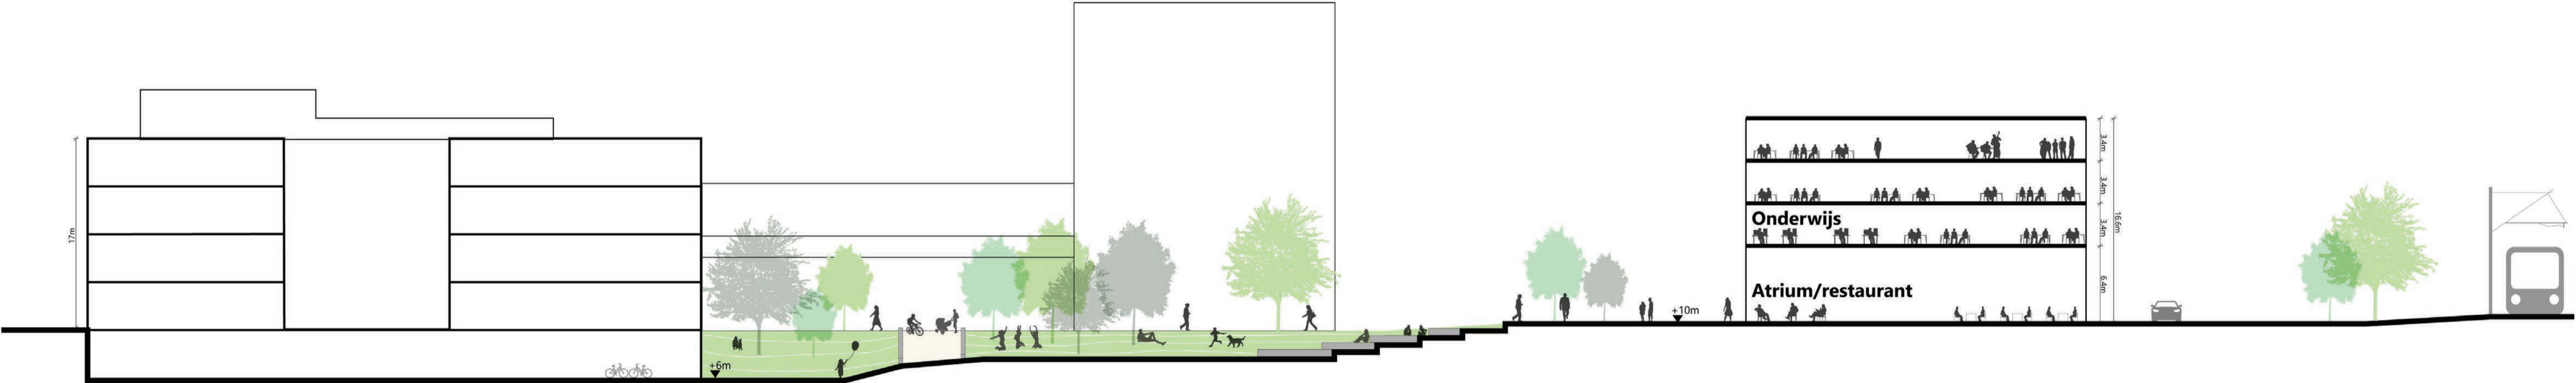 17m
+6m
+10m
Onderwijs
Atrium/restaurant
3.4m
3.4m
3.4m
6.4m
16.6m